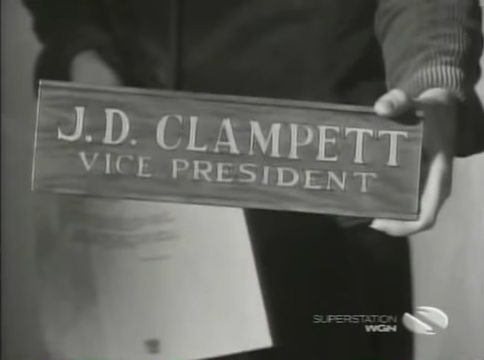 J.D. CLAMPETT
VICE PRESIDENT
SUPERSTATION
WGN